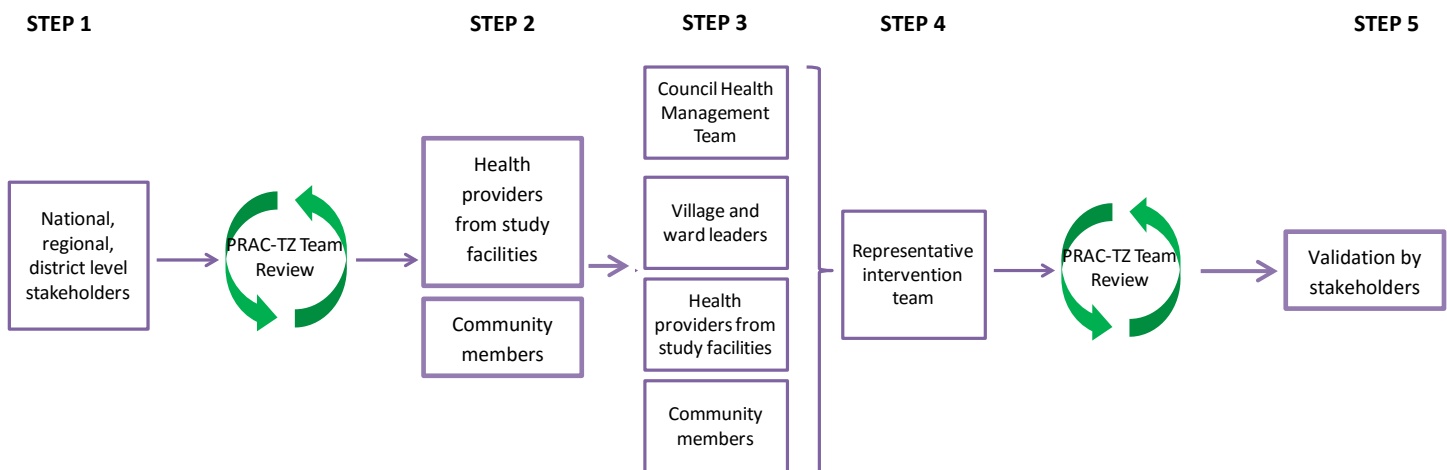 STEP 1
STEP 2
STEP 3
STEP 4
STEP 5
National,
regional,
district level
stakeholders
PRAC-TZ Team
Review
Health
providers
from study
facilities
Community
members
Council Health
Management
Team
Village and
ward leaders
Health
providers from
study facilities
Community
members
Representative
intervention
team
PRAC-TZ Team
Review
Validation by
stakeholders